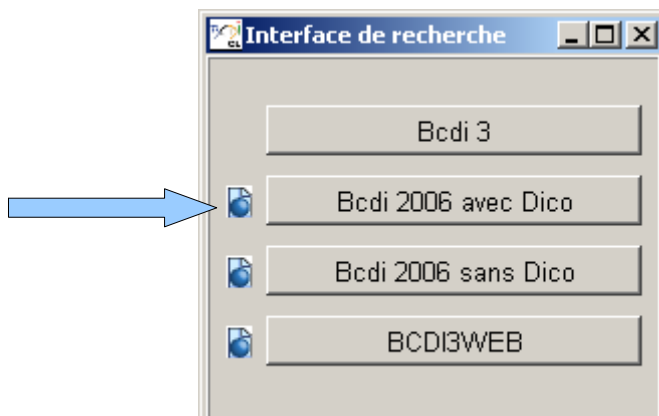 Interface de recherche
Bcdi 3
Bcdi 2006 avec Dico
Bcdi 2006 sans Dico
BCDI3WEB